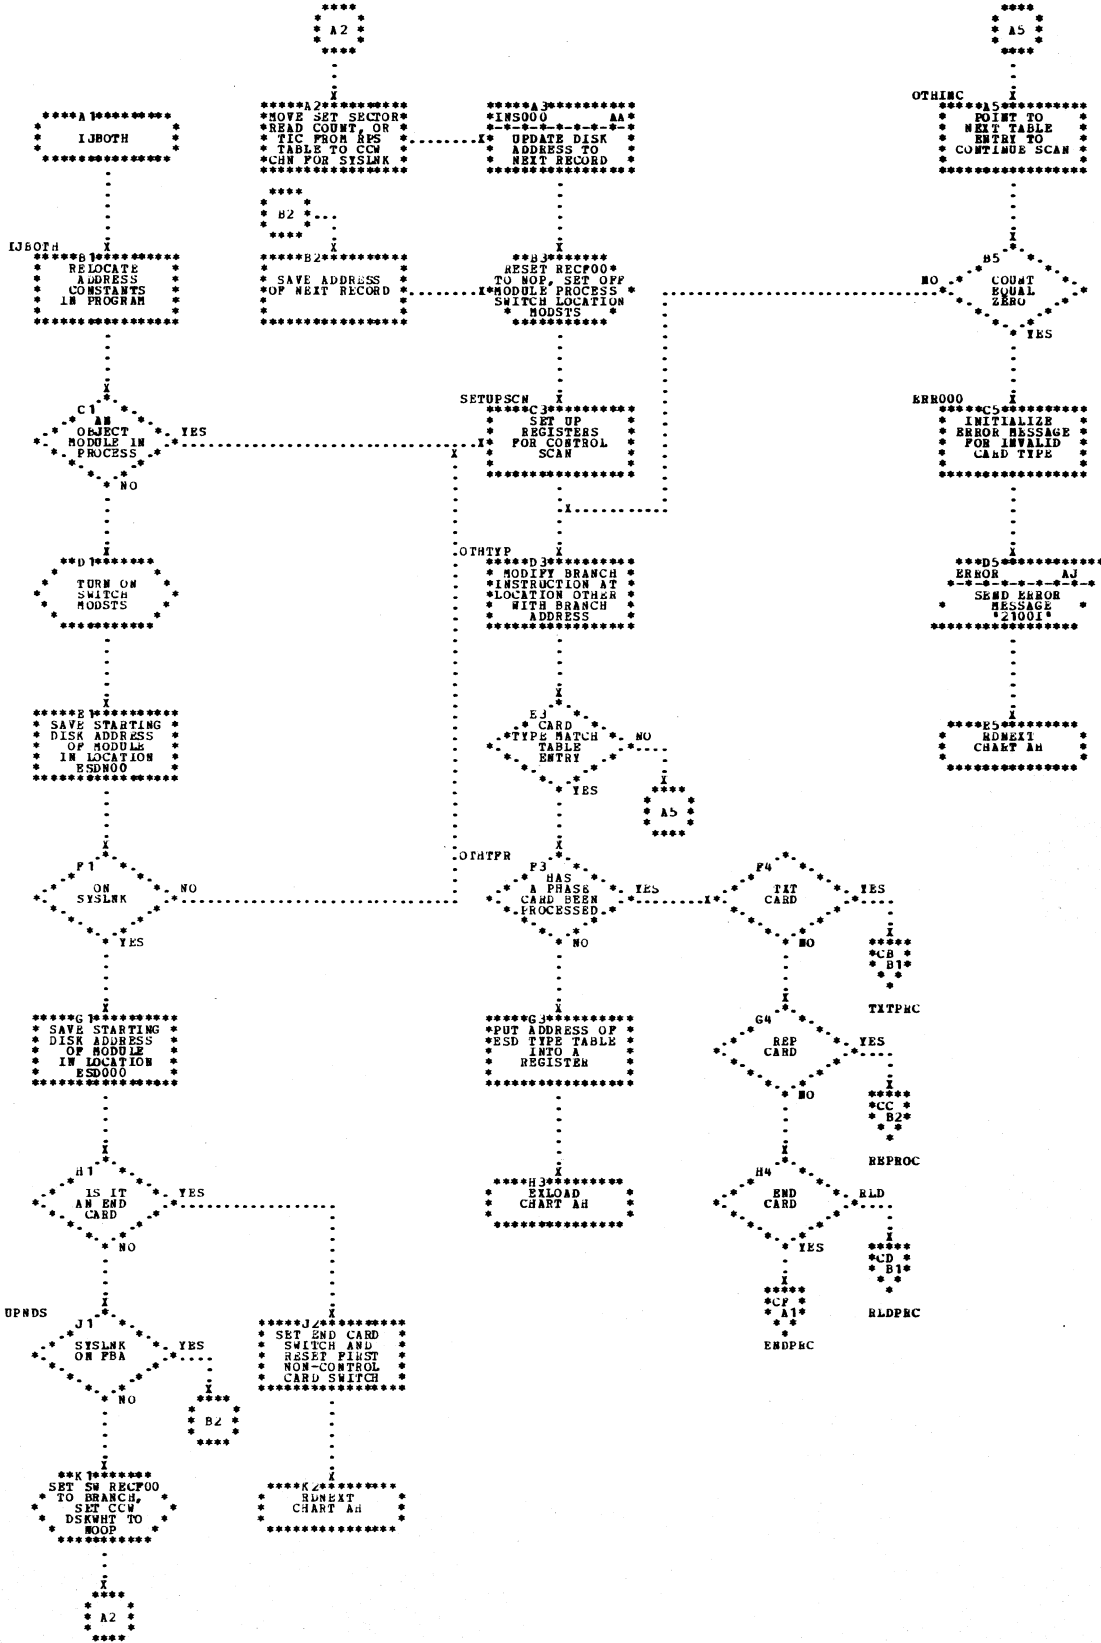 A2
A5
A1
IJBOTH
A2
MOVE SET SECTOR
READ COUNT, OR
TIC FROM RPS
TABLE TO CCW
CHN FOR SYSLNK
A3
INS000 AA
UPDATE DISK
ADDRESS TO
NEXT RECORD
OTHINC
A5
POINT TO
NEXT TABLE
ENTRY TO
CONTINUE SCAN
B2
IJBOTH
B1
RELOCATE
ADDRESS
CONSTANTS
IN PROGRAM
B2
SAVE ADDRESS
OF NEXT RECORD
B3
RESET RECF00
TO NOP, SET OFF
MODULE PROCESS
SWITCH LOCATION
MODSTS
B5
COUNT
EQUAL
ZERO
NO
YES
C1
AN
OBJECT
MODULE IN
PROCESS
YES
NO
SETUPSCN
C3
SET UP
REGISTERS
FOR CONTROL
SCAN
ERR000
C5
INITIALIZE
ERROR MESSAGE
FOR INVALID
CARD TYPE
D1
TURN ON
SWITCH
MODSTS
OTHTYP
D3
MODIFY BRANCH
INSTRUCTION AT
LOCATION OTHER
WITH BRANCH
ADDRESS
D5
ERROR AJ
SEND ERROR
MESSAGE
'2100I'
E1
SAVE STARTING
DISK ADDRESS
OF MODULE
IN LOCATION
ESDN00
E3
CARD
TYPE MATCH
TABLE
ENTRY
NO
YES
A5
E5
RDNEXT
CHART AH
F1
ON
SYSLNK
NO
YES
OTHTPR
F3
HAS
A PHASE
CARD BEEN
PROCESSED
YES
NO
F4
TXT
CARD
YES
NO
CB
B1
TXTPRC
G1
SAVE STARTING
DISK ADDRESS
OF MODULE
IN LOCATION
ESD000
G3
PUT ADDRESS OF
ESD TYPE TABLE
INTO A
REGISTER
G4
REP
CARD
YES
NO
CC
B2
REPROC
H1
IS IT
AN END
CARD
YES
NO
H3
EXLOAD
CHART AH
H4
END
CARD
RLD
YES
CD
B1
RLDPRC
CF
A1
ENDPRC
UPNDS
J1
SYSLNK
ON FBA
YES
NO
B2
J2
SET END CARD
SWITCH AND
RESET FIRST
NON-CONTROL
CARD SWITCH
K1
SET SW RECF00
TO BRANCH,
SET CCW
DSKWHT TO
NOOP
K2
RDNEXT
CHART AH
A2